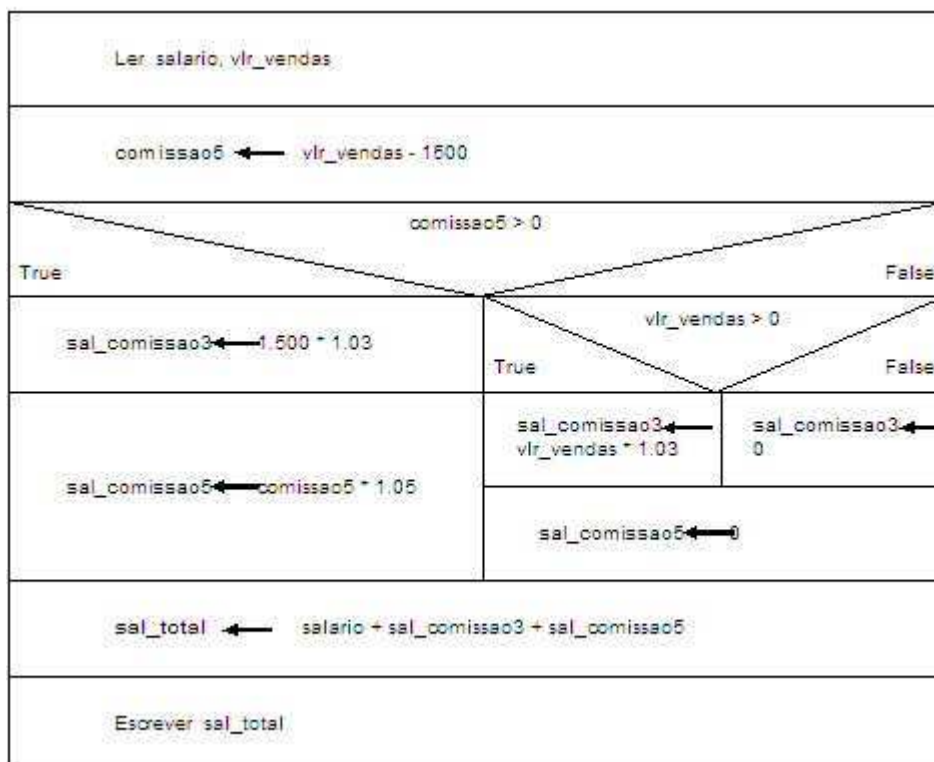 Ler salario, vlr_vendas
comissao5 ← vlr_vendas - 1500
comissao5 > 0
True
False
sal_comissao3 ← 1.500 * 1.03
vlr_vendas > 0
True
False
sal_comissao5 ← comissao5 * 1.05
sal_comissao3 ←
vlr_vendas * 1.03
sal_comissao3 ←
0
sal_comissao5 ← 0
sal_total ← salario + sal_comissao3 + sal_comissao5
Escrever sal_total